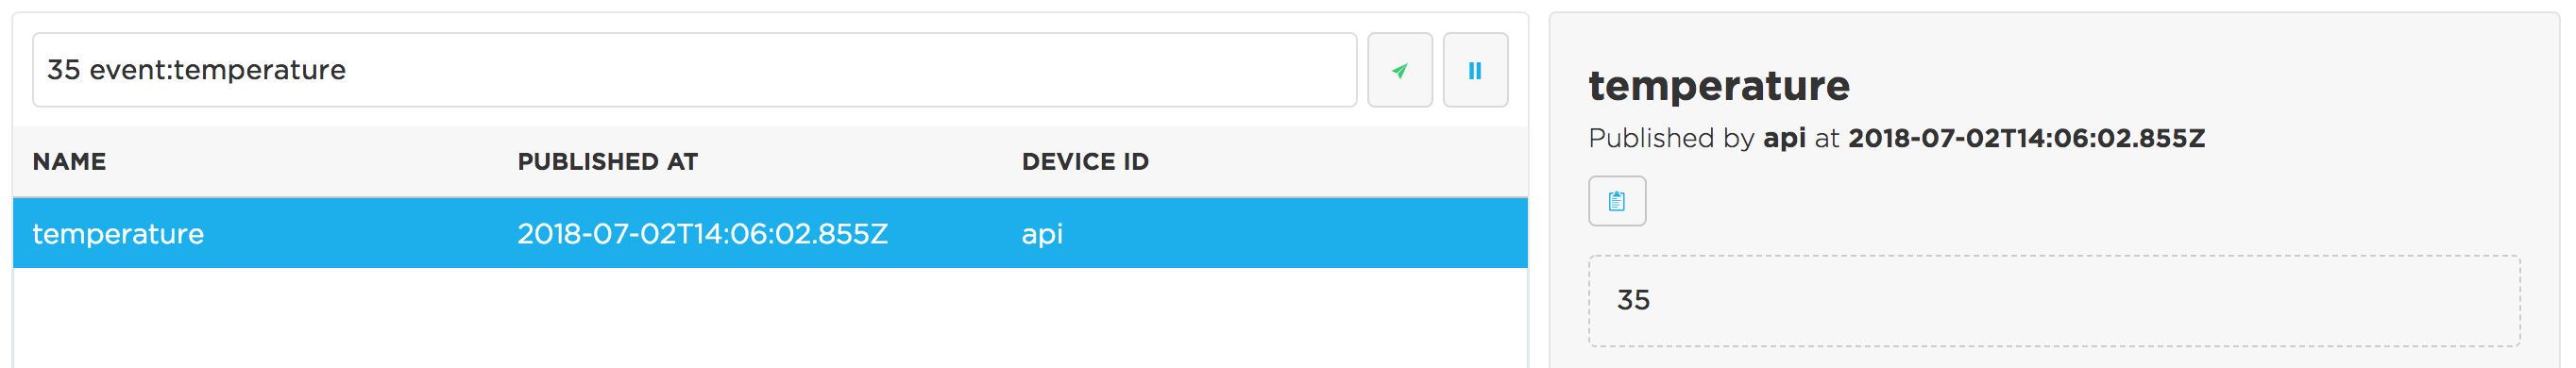 35 event:temperature
NAME PUBLISHED AT DEVICE ID
temperature 2018-07-02T14:06:02.855Z api
temperature
Published by api at 2018-07-02T14:06:02.855Z
35